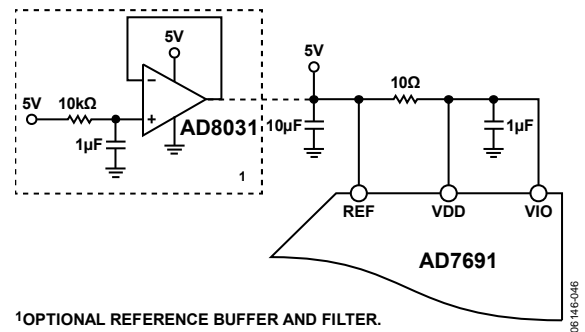 5V
5V
5V
10kΩ
10Ω
AD8031
10µF
1µF
1µF
1
REF
VDD
VIO
AD7691
1OPTIONAL REFERENCE BUFFER AND FILTER.
06146-046